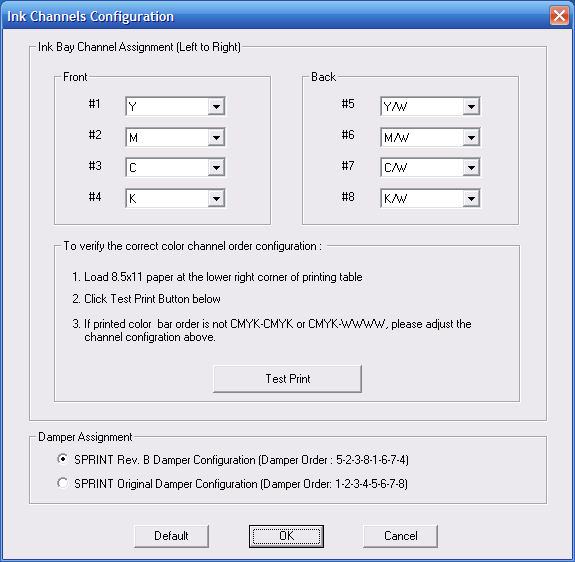 Ink Channels Configuration
Ink Bay Channel Assignment (Left to Right)
Front
Back
#1 Y
#5 Y/W
#2 M
#6 M/W
#3 C
#7 C/W
#4 K
#8 K/W
To verify the correct color channel order configuration :
1. Load 8.5x11 paper at the lower right corner of printing table
2. Click Test Print Button below
3. If printed color bar order is not CMYK-CMYK or CMYK-WWWW, please adjust the
channel configration above.
Test Print
Damper Assignment
SPRINT Rev. B Damper Configuration (Damper Order : 5-2-3-8-1-6-7-4)
SPRINT Original Damper Configuration (Damper Order: 1-2-3-4-5-6-7-8)
Default
OK
Cancel